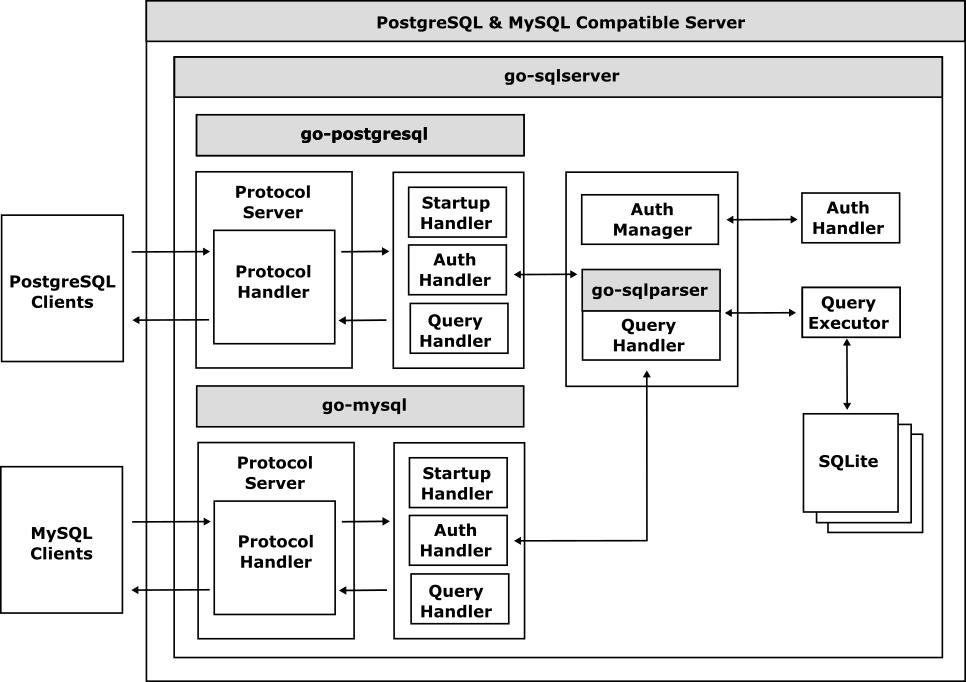 PostgreSQL & MySQL Compatible Server
go-sqlserver
go-postgresql
Protocol
Server
Protocol
Handler
Startup
Handler
Auth
Handler
Query
Handler
PostgreSQL
Clients
Auth
Manager
go-sqlparser
Query
Handler
Auth
Handler
Query
Executor
SQLite
go-mysql
Protocol
Server
Protocol
Handler
Startup
Handler
Auth
Handler
Query
Handler
MySQL
Clients